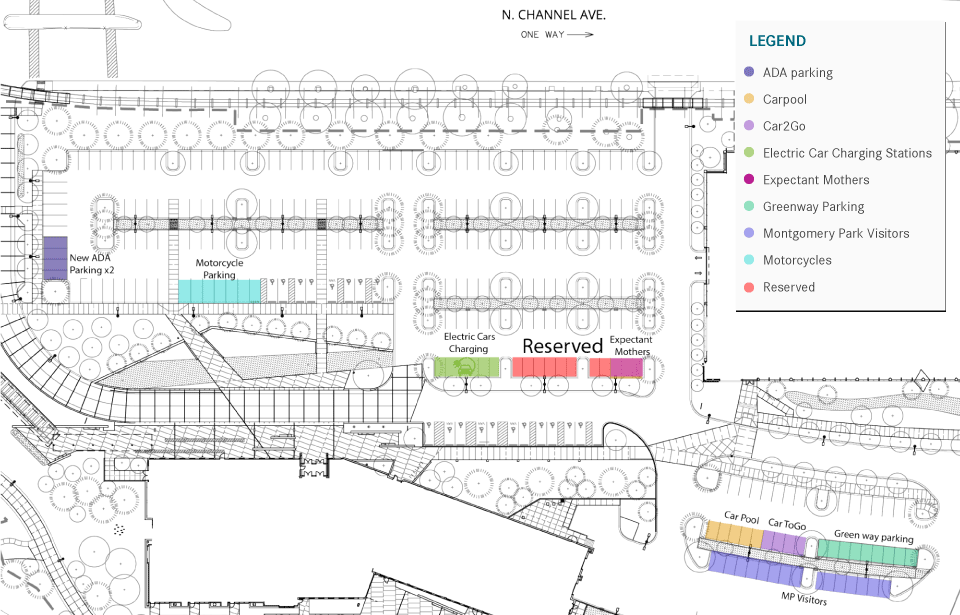 N. CHANNEL AVE.
ONE WAY
LEGEND
ADA parking
Carpool
Car2Go
Electric Car Charging Stations
Expectant Mothers
Greenway Parking
Montgomery Park Visitors
Motorcycles
Reserved
New ADA
Parking x2
Motorcycle
Parking
Electric Cars
Charging
Reserved
Expectant
Mothers
Car Pool
Car ToGo
Green way parking
MP Visitors